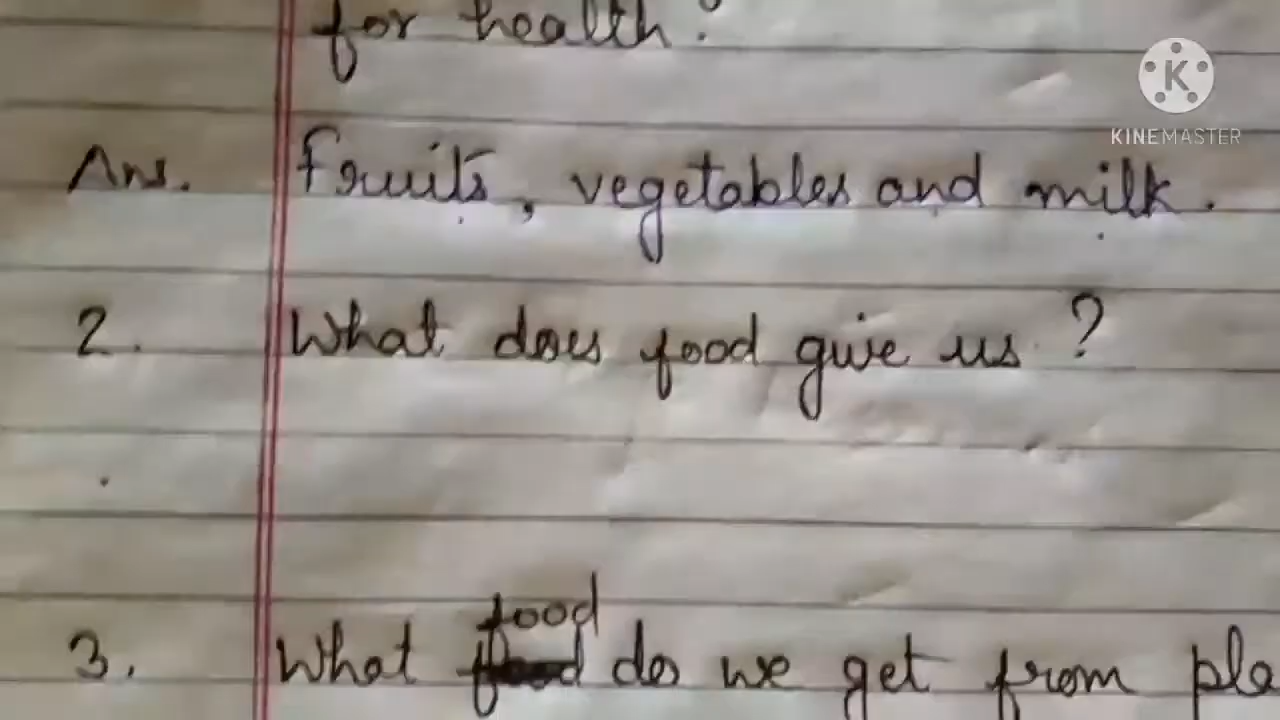 for health?
KINEMASTER
Ans. Fruits, vegetables and milk.
2. What does food give us ?
food
3. What do we get from